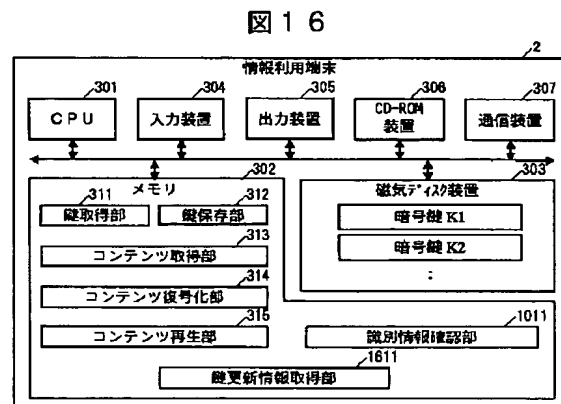 図16
2
情報利用端末
301 304 305 306 307
CPU 入力装置 出力装置 CD-ROM装置 通信装置
302 303
メモリ 磁気ディスク装置
311 312
鍵取得部 鍵保存部
暗号鍵 K1
313
コンテンツ取得部
暗号鍵 K2
:
314
コンテンツ復号化部
315
コンテンツ再生部
1011
識別情報確認部
1611
鍵更新情報取得部